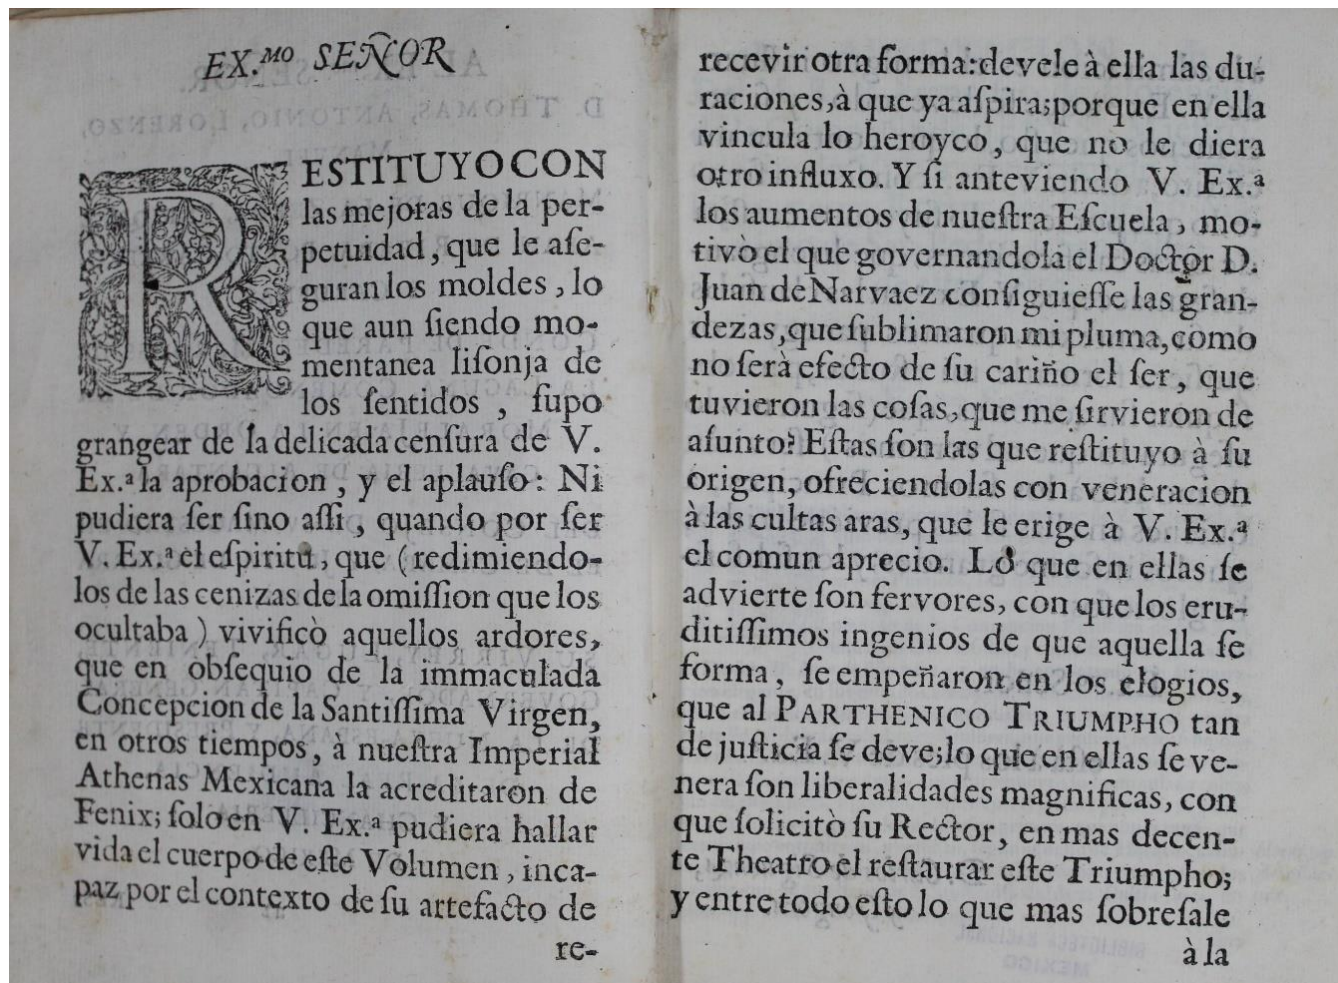 EX.ᴹᴼ SEÑOR
RESTITUYO CON
las mejoras de la per-
petuidad, que le aſe-
guran los moldes, lo
que aun ſiendo mo-
mentanea liſonja de
los ſentidos, ſupo
grangear de la delicada cenſura de V.
Ex.ª la aprobacion, y el aplauſo: Ni
pudiera ſer ſino aſſi, quando por ſer
V. Ex.ª el eſpiritu, que (redimiendo-
los de las cenizas de la omiſſion que los
ocultaba) vivificò aquellos ardores,
que en obſequio de la immaculada
Concepcion de la Santiſſima Virgen,
en otros tiempos, à nueſtra Imperial
Athenas Mexicana la acreditaron de
Fenix; ſolo en V. Ex.ª pudiera hallar
vida el cuerpo de eſte Volumen, inca-
paz por el contexto de ſu artefacto de
re-
recevir otra forma: devele à ella las du-
raciones, à que ya aſpira; porque en ella
vincula lo heroyco, que no le diera
otro influxo. Y ſi anteviendo V. Ex.ª
los aumentos de nueſtra Eſcuela, mo-
tivò el que governandola el Doctor D.
Juan de Narvaez conſiguieſſe las gran-
dezas, que ſublimaron mi pluma, como
no ſerà efecto de ſu cariño el ſer, que
tuvieron las coſas, que me ſirvieron de
aſunto? Eſtas ſon las que reſtituyo à ſu
origen, ofreciendolas con veneracion
à las cultas aras, que le erige à V. Ex.ª
el comun aprecio. Lo que en ellas ſe
advierte ſon fervores, con que los eru-
ditiſſimos ingenios de que aquella ſe
forma, ſe empeñaron en los elogios,
que al PARTHENICO TRIUMPHO tan
de juſticia ſe deve; lo que en ellas ſe ve-
nera ſon liberalidades magnificas, con
que ſolicitò ſu Rector, en mas decen-
te Theatro el reſtaurar eſte Triumpho;
y entre todo eſto lo que mas ſobreſale
à la